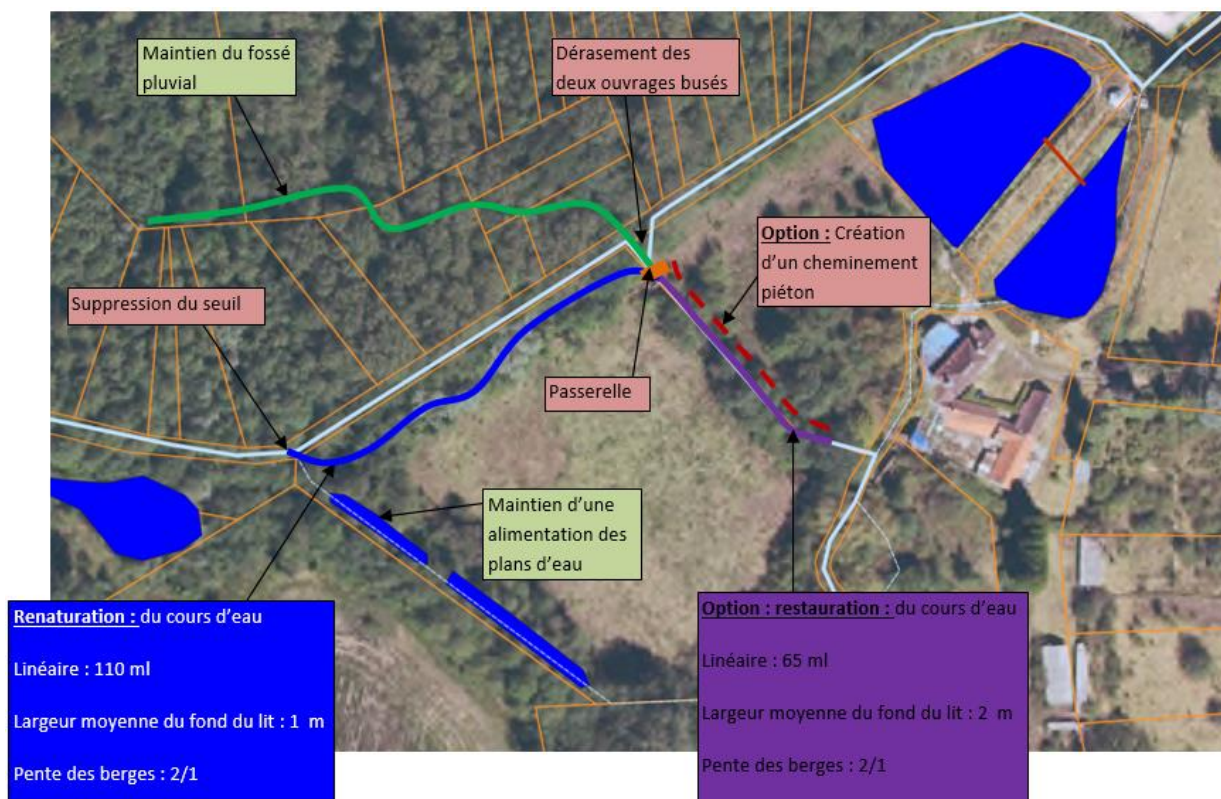 Maintien du fossé
pluvial
Dérasement des
deux ouvrages busés
Option : Création
d'un cheminement
piéton
Suppression du seuil
Passerelle
Maintien d'une
alimentation des
plans d'eau
Renaturation : du cours d'eau
Linéaire : 110 ml
Largeur moyenne du fond du lit : 1 m
Pente des berges : 2/1
Option : restauration : du cours d'eau
Linéaire : 65 ml
Largeur moyenne du fond du lit : 2 m
Pente des berges : 2/1